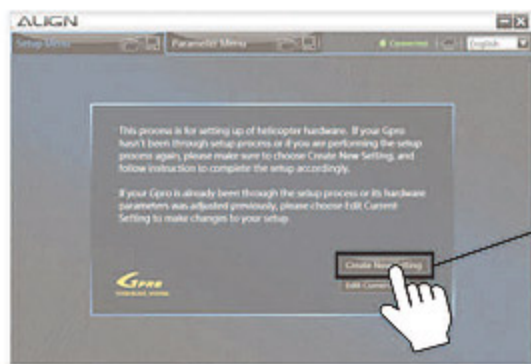 ALIGN
Setup Menu
Parameter Menu
Connected
English
This process is for setting up of helicopter hardware. If your Gpro
hasn't been through setup process or if you are performing the setup
process again, please make sure to choose Create New Setting, and
follow instruction to complete the setup accordingly.
If your Gpro is already been through the setup process or its hardware
parameters was adjusted previously, please choose Edit Current
Setting to make changes to your setup.
Create New Setting
Edit Current
GPRO